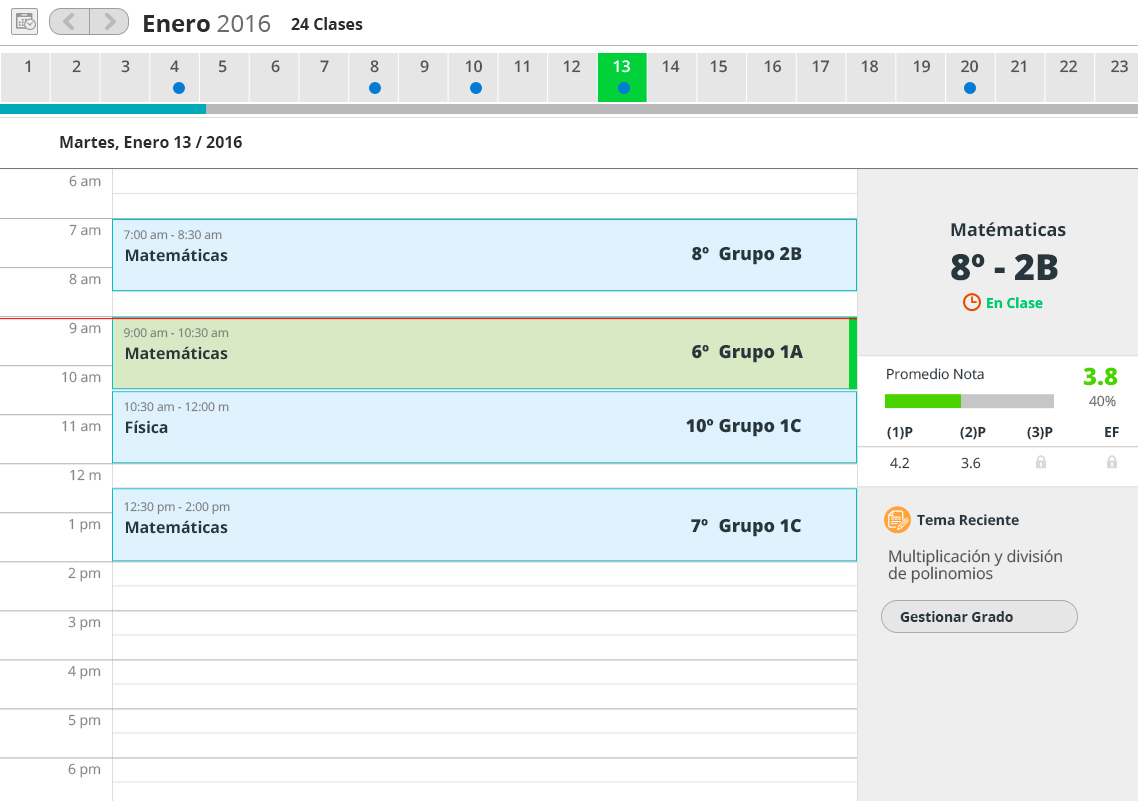 Enero 2016 24 Clases
1 2 3 4 5 6 7 8 9 10 11 12 13 14 15 16 17 18 19 20 21 22 23
Martes, Enero 13 / 2016
6 am
7 am
7:00 am - 8:30 am
Matemáticas
8º Grupo 2B
8 am
9 am
9:00 am - 10:30 am
Matemáticas
6º Grupo 1A
10 am
10:30 am - 12:00 m
Física
10º Grupo 1C
11 am
12 m
12:30 pm - 2:00 pm
Matemáticas
7º Grupo 1C
1 pm
2 pm
3 pm
4 pm
5 pm
6 pm
Matématicas
8º - 2B
En Clase
Promedio Nota 3.8
40%
(1)P (2)P (3)P EF
4.2 3.6
Tema Reciente
Multiplicación y división
de polinomios
Gestionar Grado